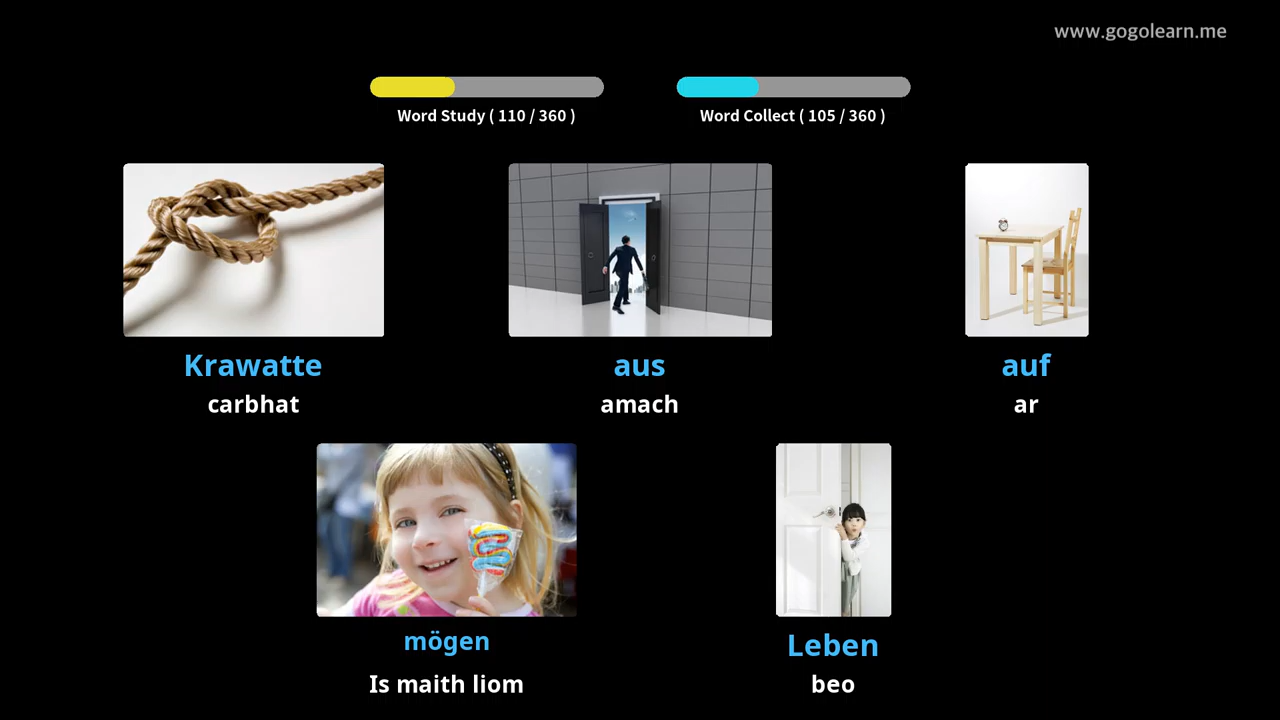 www.gogolearn.me
Word Study ( 110 / 360 )
Word Collect ( 105 / 360 )
Krawatte
aus
auf
carbhat
amach
ar
mögen
Leben
Is maith liom
beo